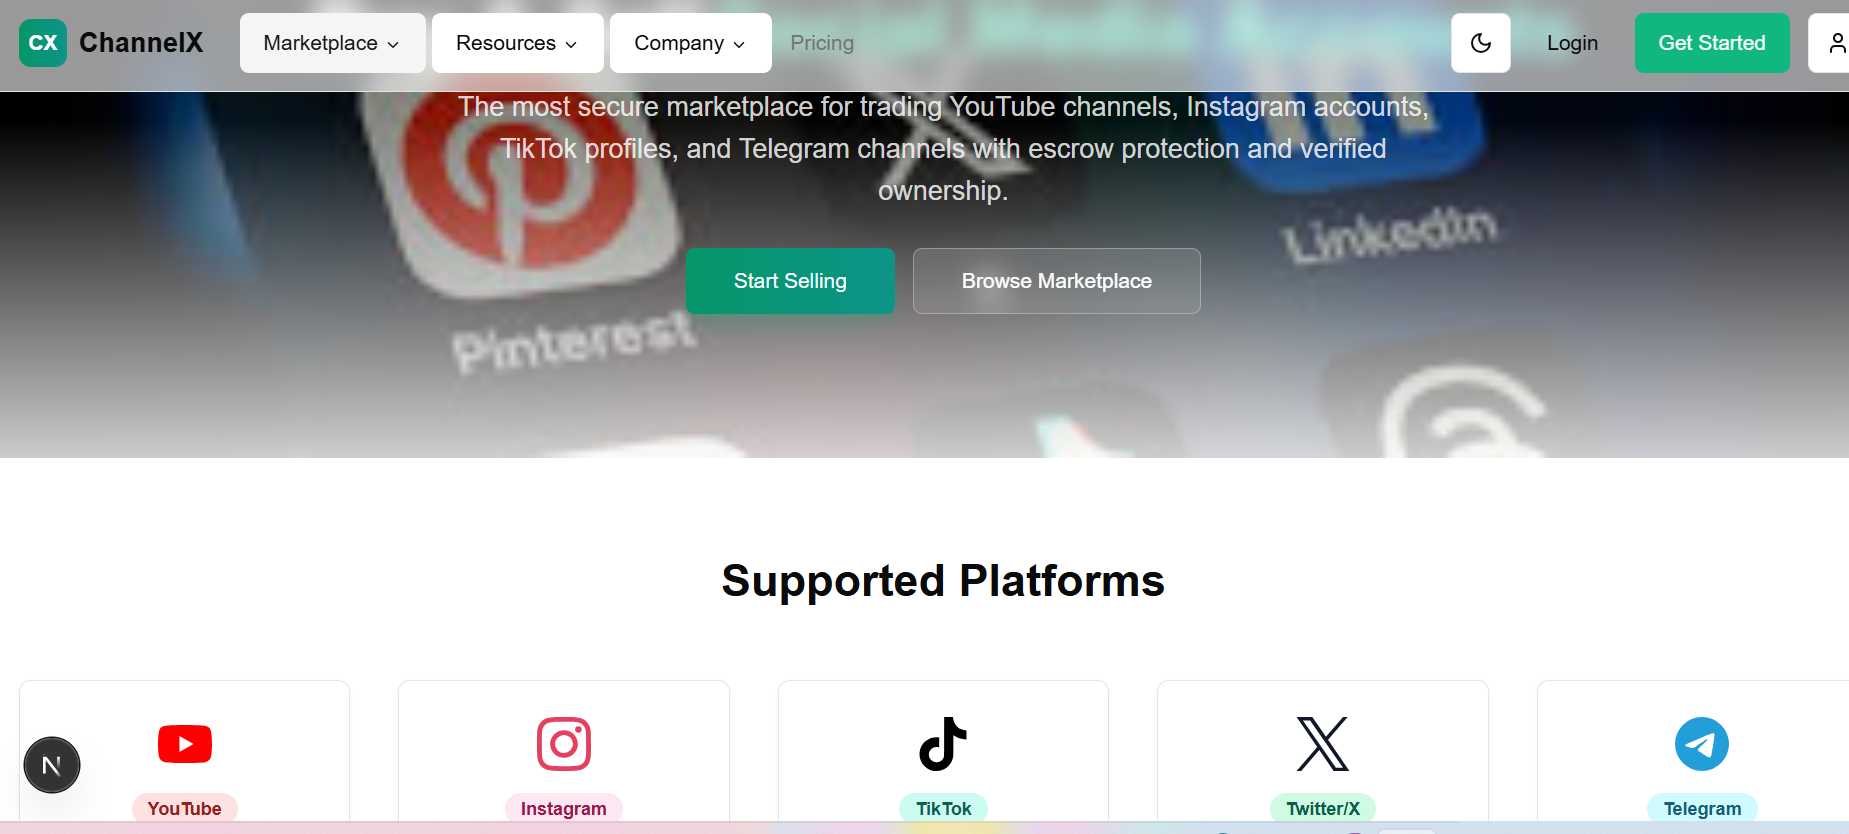 CX ChannelX Marketplace Resources Company Pricing Login Get Started
The most secure marketplace for trading YouTube channels, Instagram accounts,
TikTok profiles, and Telegram channels with escrow protection and verified
ownership.
Start Selling Browse Marketplace
LinkedIn
Pinterest
Supported Platforms
N
YouTube Instagram TikTok Twitter/X Telegram